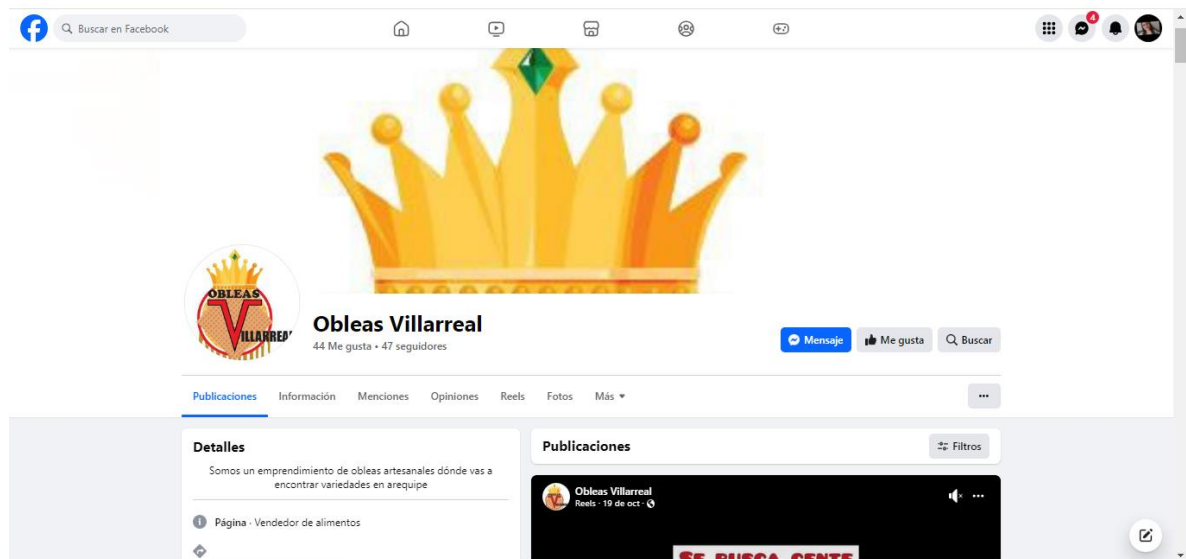 Buscar en Facebook
4
OBLEAS
VILLARREAL
Obleas Villarreal
44 Me gusta • 47 seguidores
Mensaje
Me gusta
Buscar
Publicaciones
Información
Menciones
Opiniones
Reels
Fotos
Más
Detalles
Somos un emprendimiento de obleas artesanales dónde vas a
encontrar variedades en arequipe
Página · Vendedor de alimentos
Publicaciones
Filtros
Obleas Villarreal
Reels · 19 de oct ·
SE BUSCA GENTE